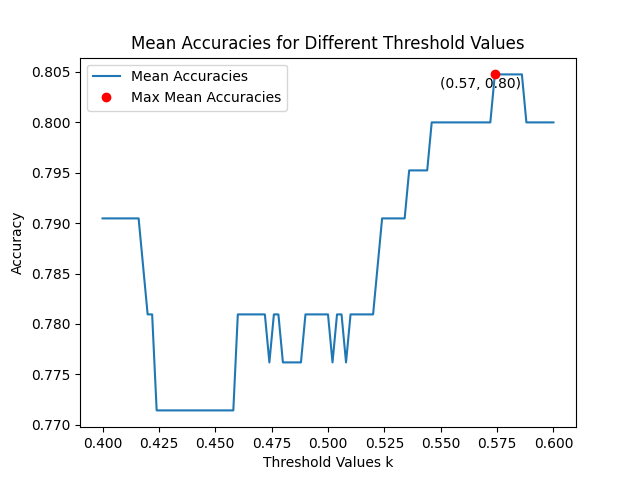 Mean Accuracies for Different Threshold Values
Mean Accuracies
Max Mean Accuracies
(0.57, 0.80)
0.805
0.800
0.795
0.790
0.785
0.780
0.775
0.770
Accuracy
0.400 0.425 0.450 0.475 0.500 0.525 0.550 0.575 0.600
Threshold Values k